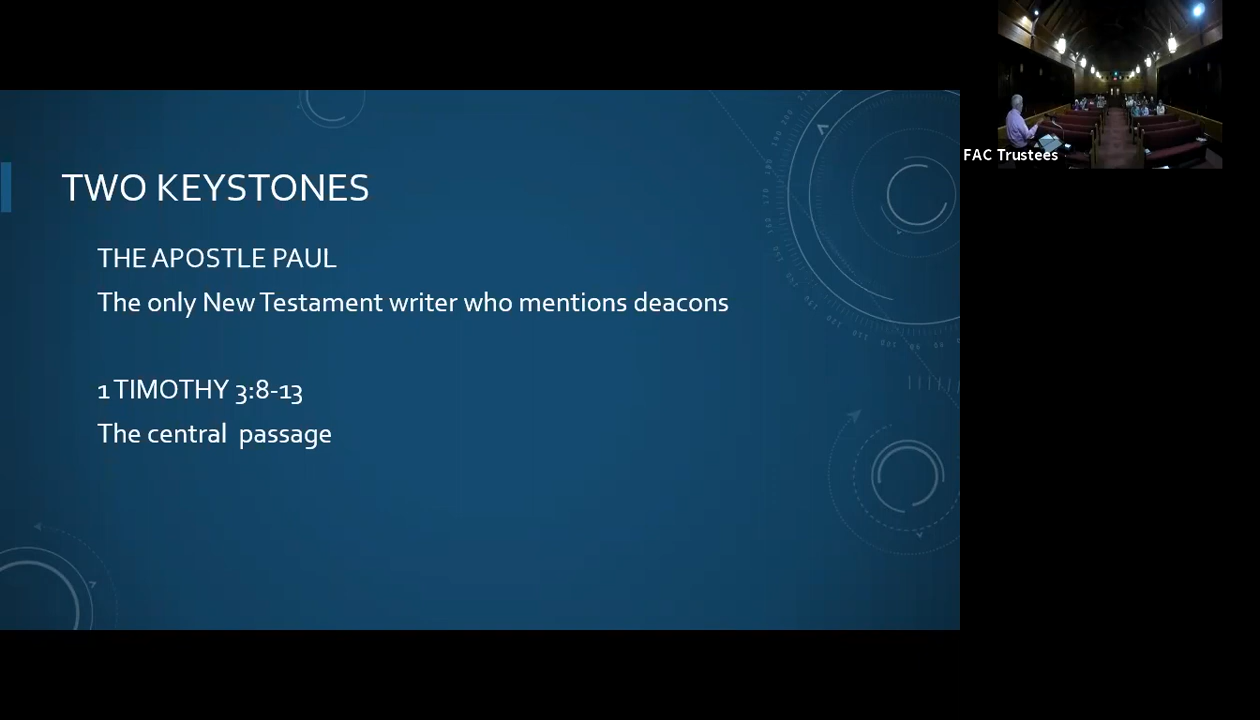 TWO KEYSTONES
THE APOSTLE PAUL
The only New Testament writer who mentions deacons
1 TIMOTHY 3:8-13
The central passage
FAC Trustees